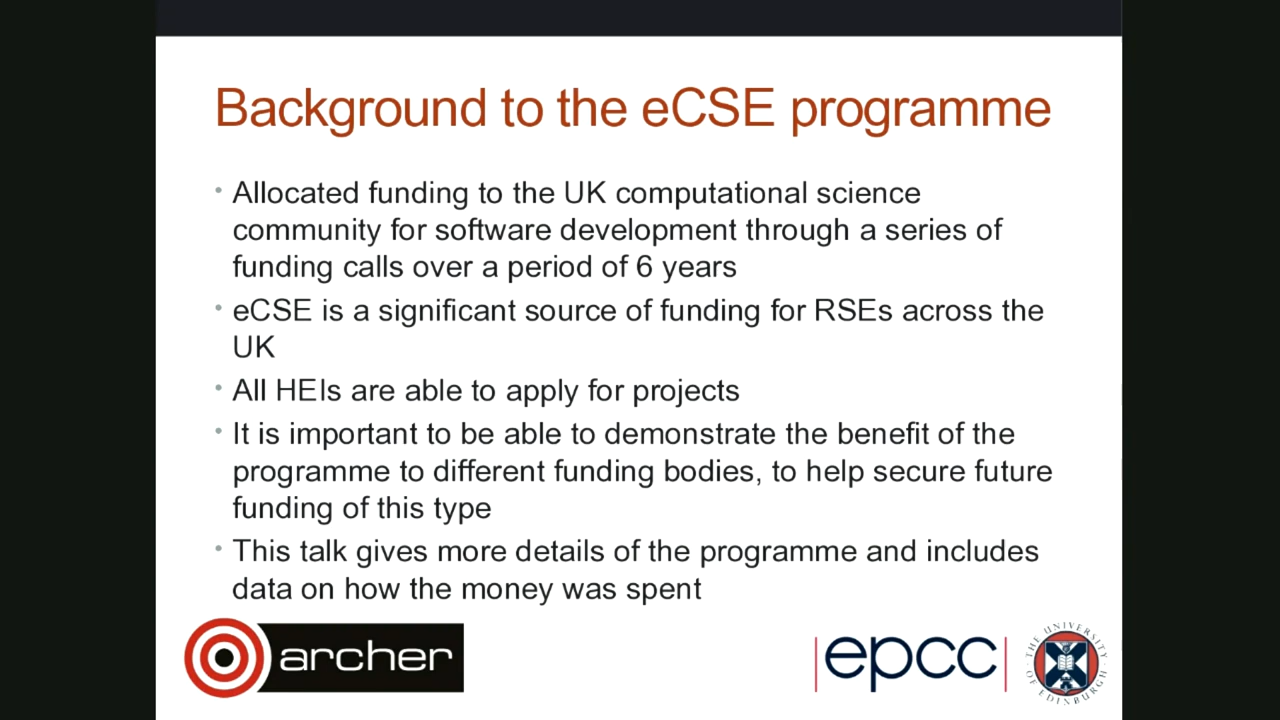 Background to the eCSE programme
• Allocated funding to the UK computational science
community for software development through a series of
funding calls over a period of 6 years
• eCSE is a significant source of funding for RSEs across the
UK
• All HEIs are able to apply for projects
• It is important to be able to demonstrate the benefit of the
programme to different funding bodies, to help secure future
funding of this type
• This talk gives more details of the programme and includes
data on how the money was spent
archer
|epcc|
THE UNIVERSITY OF EDINBURGH